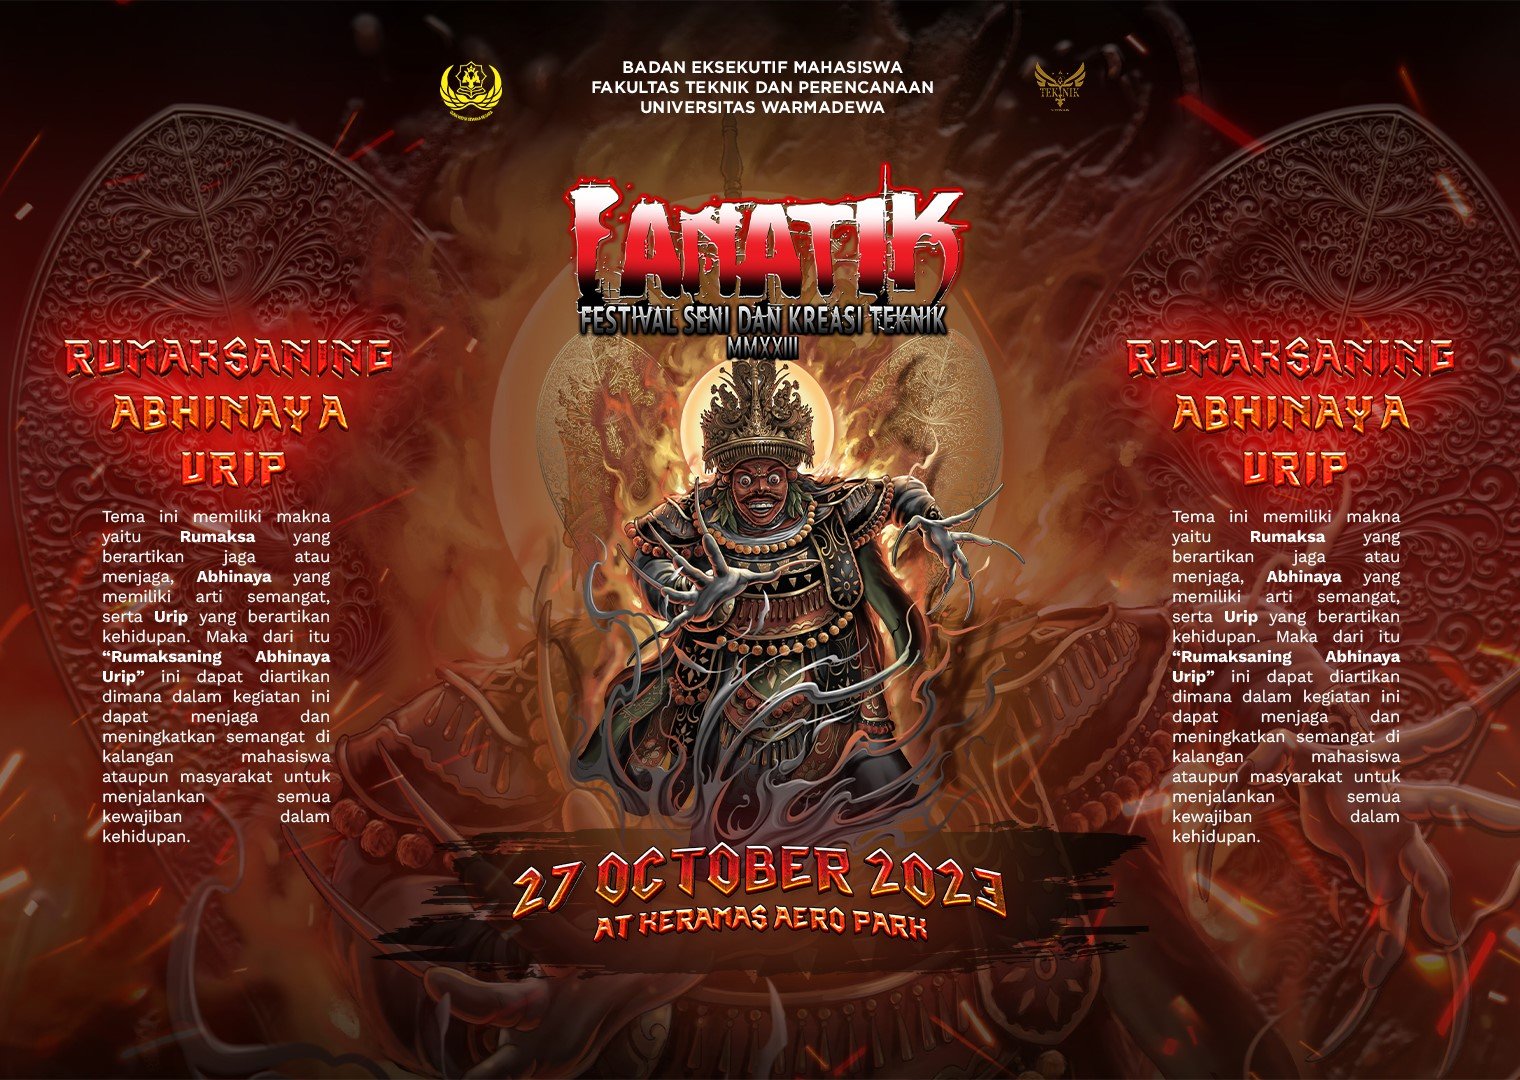 BADAN EKSEKUTIF MAHASISWA
FAKULTAS TEKNIK DAN PERENCANAAN
UNIVERSITAS WARMADEWA
TEKNIK
FANATIK
FESTIVAL SENI DAN KREASI TEKNIK
MMXXIII
RUMAKSANING
ABHINAYA
URIP
Tema ini memiliki makna
yaitu Rumaksa yang
berartikan jaga atau
menjaga, Abhinaya yang
memiliki arti semangat,
serta Urip yang berartikan
kehidupan. Maka dari itu
“Rumaksaning Abhinaya
Urip” ini dapat diartikan
dimana dalam kegiatan ini
dapat menjaga dan
meningkatkan semangat di
kalangan mahasiswa
ataupun masyarakat untuk
menjalankan semua
kewajiban dalam
kehidupan.
RUMAKSANING
ABHINAYA
URIP
Tema ini memiliki makna
yaitu Rumaksa yang
berartikan jaga atau
menjaga, Abhinaya yang
memiliki arti semangat,
serta Urip yang berartikan
kehidupan. Maka dari itu
“Rumaksaning Abhinaya
Urip” ini dapat diartikan
dimana dalam kegiatan ini
dapat menjaga dan
meningkatkan semangat di
kalangan mahasiswa
ataupun masyarakat untuk
menjalankan semua
kewajiban dalam
kehidupan.
27 OCTOBER 2023
AT KERAMAS AERO PARK